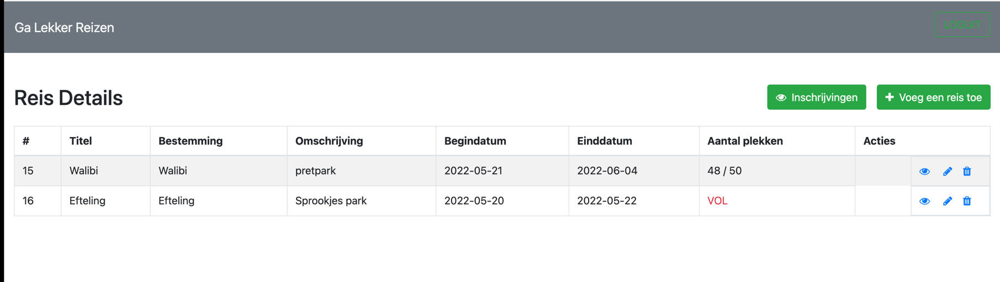 Ga Lekker Reizen
LOGUIT
Reis Details
Inschrijvingen
Voeg een reis toe
# Titel Bestemming Omschrijving Begindatum Einddatum Aantal plekken Acties
15 Walibi Walibi pretpark 2022-05-21 2022-06-04 48 / 50
16 Efteling Efteling Sprookjes park 2022-05-20 2022-05-22 VOL